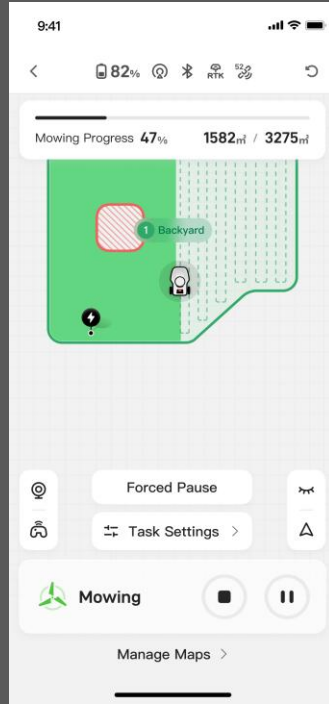 9:41
82%
RTK
52
Mowing Progress 47% 1582㎡ / 3275㎡
1 Backyard
Forced Pause
Task Settings >
Mowing
Manage Maps >